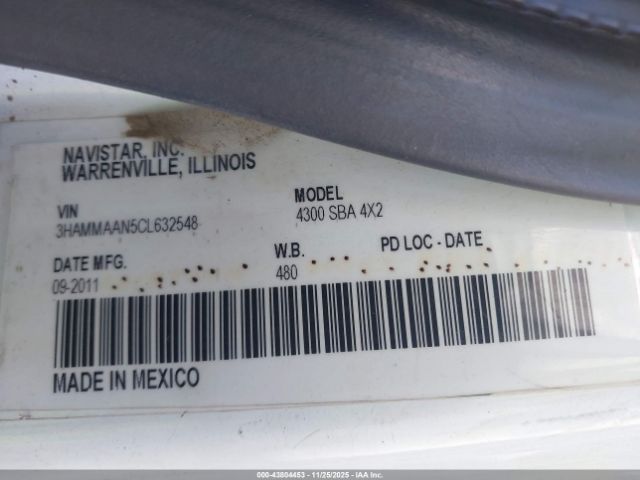 NAVISTAR, INC.
WARRENVILLE, ILLINOIS
VIN
3HAMMAAN5CL632548
MODEL
4300 SBA 4X2
DATE MFG.
09-2011
W.B.
480
PD LOC - DATE
MADE IN MEXICO
000-43804453 - 11/25/2025 - IAA Inc.